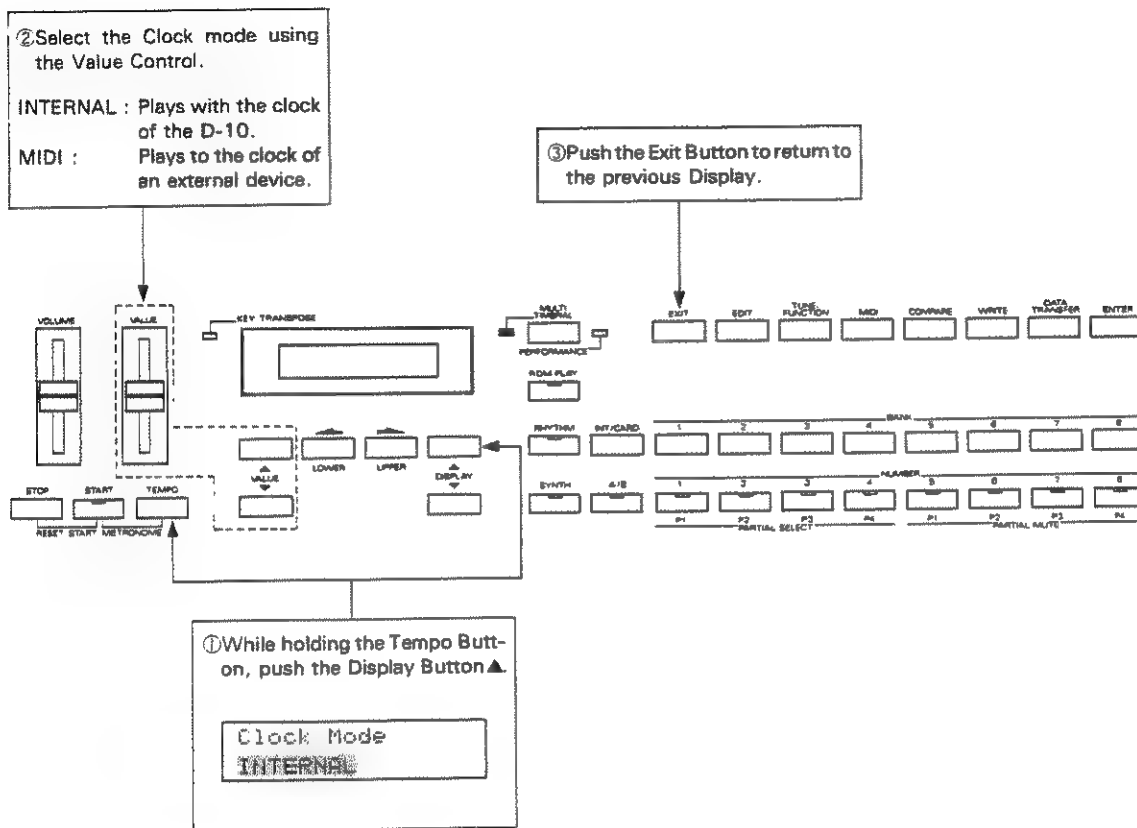 ②Select the Clock mode using
the Value Control.
INTERNAL : Plays with the clock
of the D-10.
MIDI : Plays to the clock of
an external device.
③Push the Exit Button to return to
the previous Display.
VOLUME
VALUE
KEY TRANSPOSE
MULTI
TIMBRAL
PERFORMANCE
EXIT
EDIT
TUNE,
FUNCTION
MIDI
COMPARE
WRITE
DATA
TRANSFER
ENTER
ROM PLAY
RHYTHM
INT/CARD
BANK
1 2 3 4 5 6 7 8
LOWER
UPPER
▲
VALUE
▼
▲
DISPLAY
▼
STOP
START
TEMPO
RESET START METRONOME
SYNTH
A/B
NUMBER
1 2 3 4 5 6 7 8
P1 P2 P3 P4 P1 P2 P3 P4
PARTIAL SELECT
PARTIAL MUTE
①While holding the Tempo Butt-
on, push the Display Button▲.
Clock Mode
INTERNAL